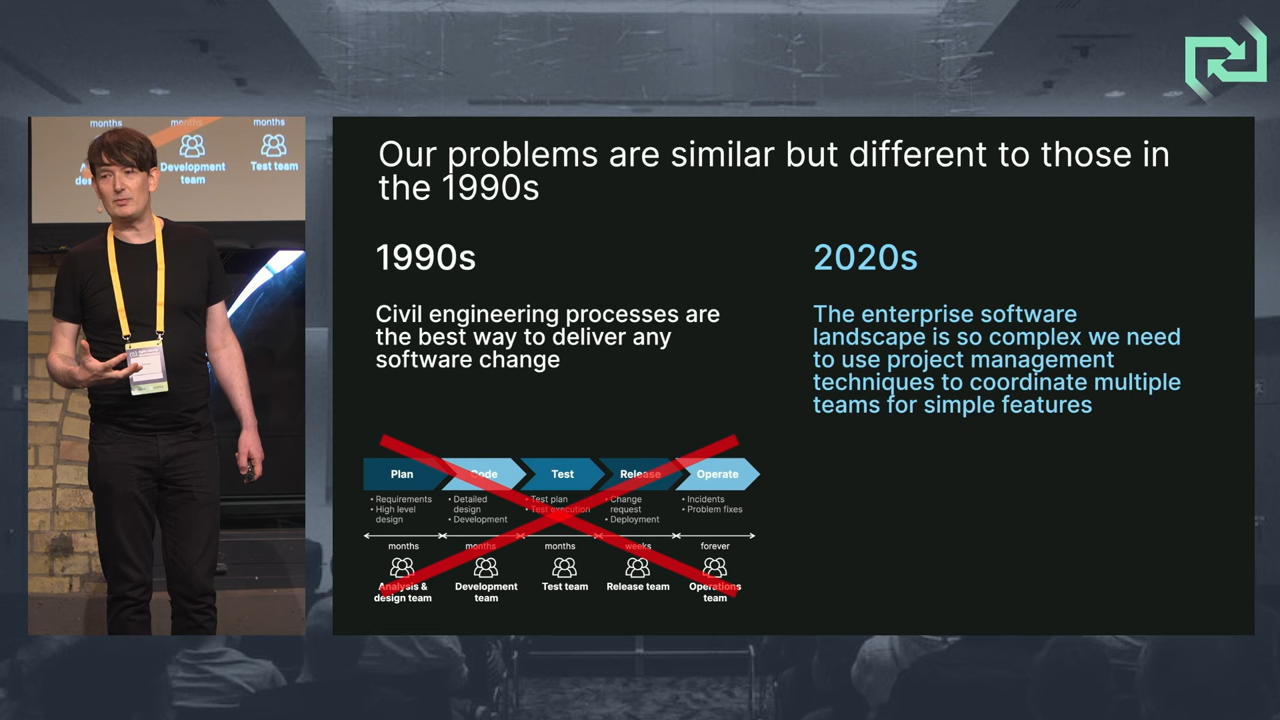 months months months
Development Test team
team
Our problems are similar but different to those in
the 1990s
1990s
Civil engineering processes are
the best way to deliver any
software change
2020s
The enterprise software
landscape is so complex we need
to use project management
techniques to coordinate multiple
teams for simple features
Plan Code Test Release Operate
• Requirements
• High level
design
• Detailed
design
• Development
• Test plan
• Test execution
• Change
request
• Deployment
• Incidents
• Problem fixes
months months months weeks forever
Analysis &
design team
Development
team
Test team
Release team
Operations
team